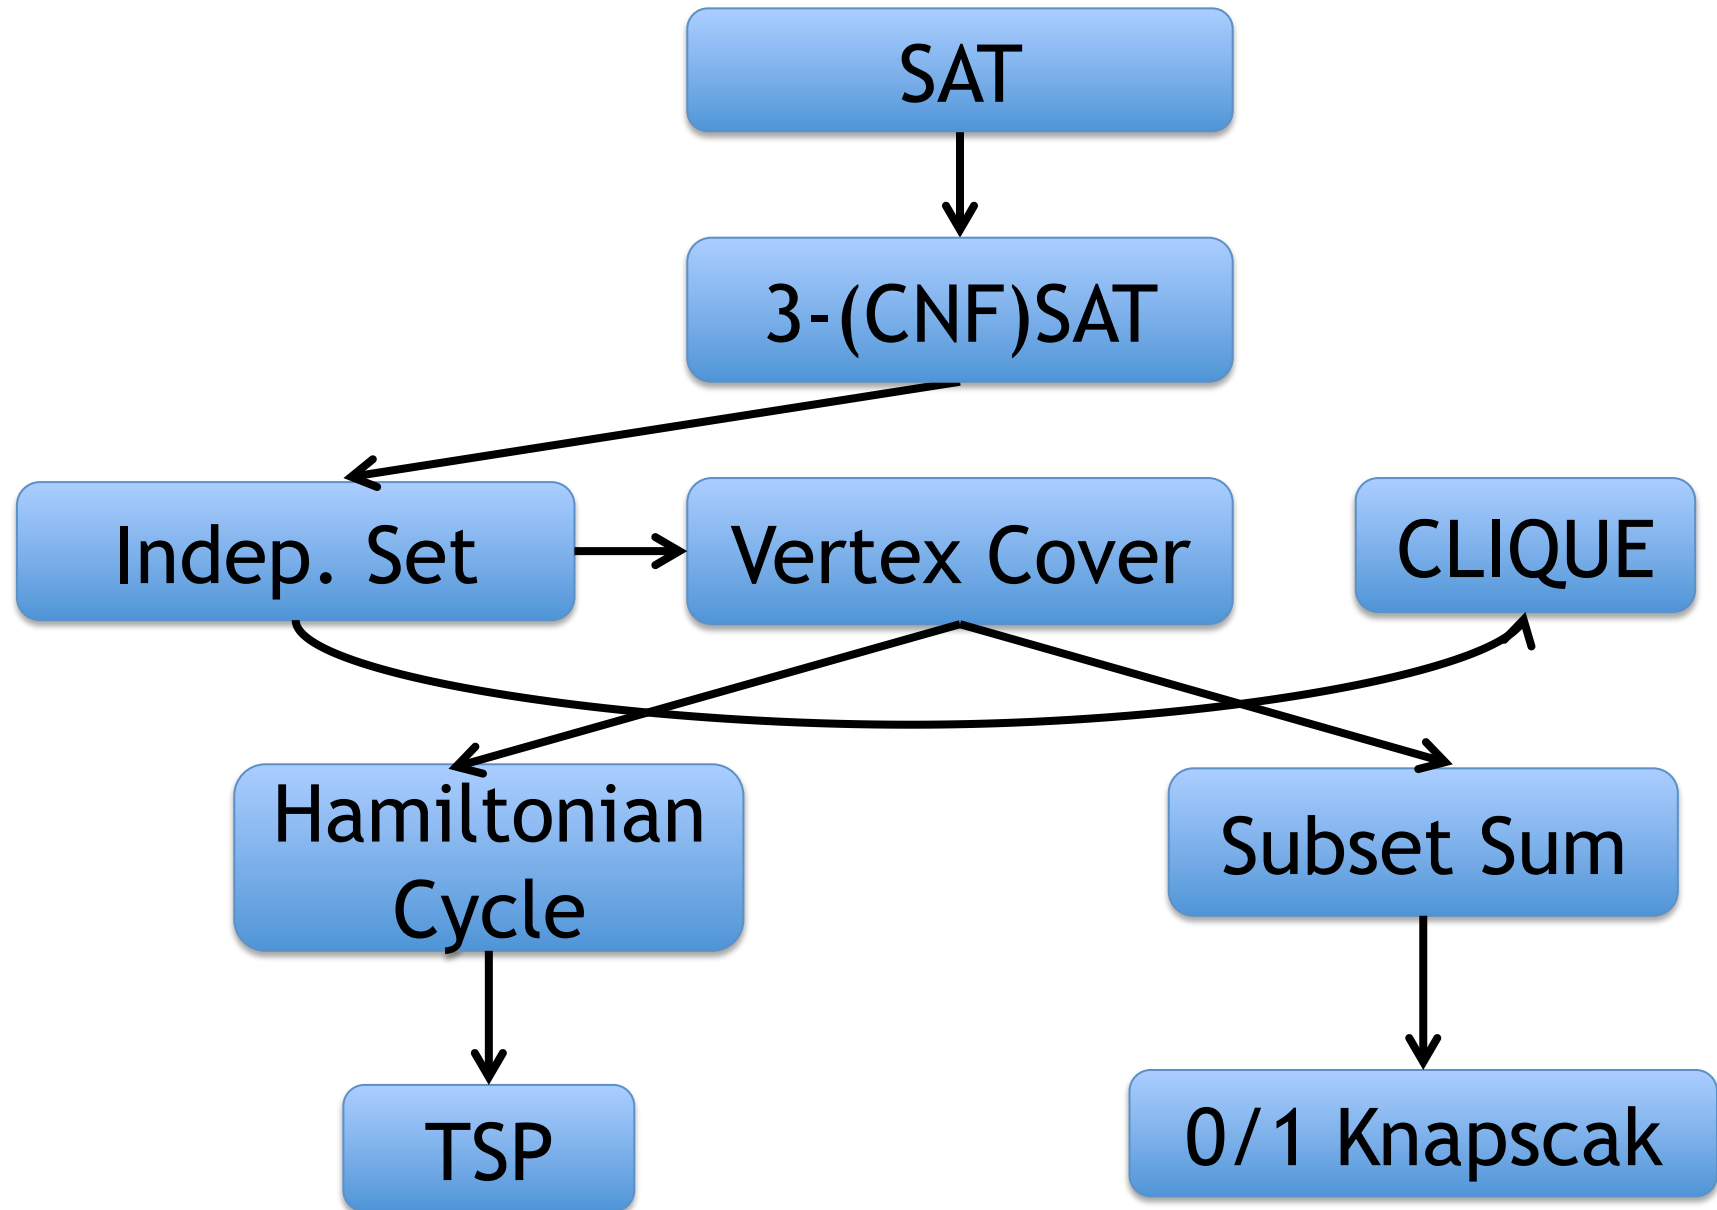 SAT
3-(CNF)SAT
Indep. Set
Vertex Cover
CLIQUE
Hamiltonian
Cycle
Subset Sum
TSP
0/1 Knapscak